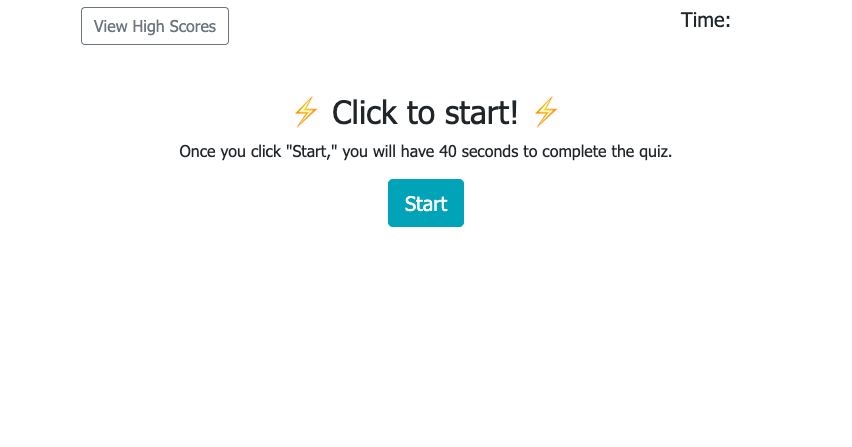 View High Scores
Time:
⚡ Click to start! ⚡
Once you click "Start," you will have 40 seconds to complete the quiz.
Start